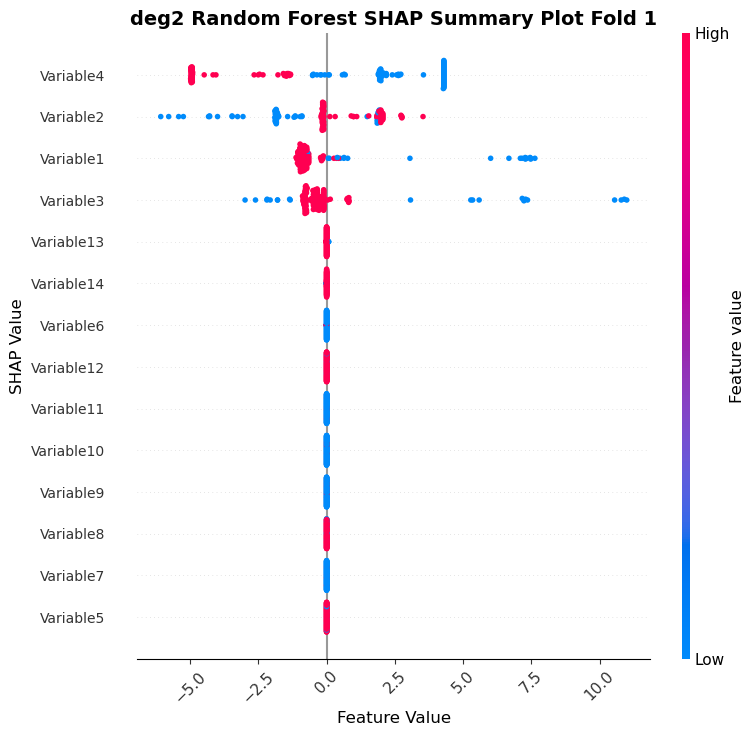 deg2 Random Forest SHAP Summary Plot Fold 1
High
Variable4
Variable2
Variable1
Variable3
Variable13
Variable14
Variable6
Variable12
Variable11
Variable10
Variable9
Variable8
Variable7
Variable5
SHAP Value
Feature value
Low
−5.0 −2.5 0.0 2.5 5.0 7.5 10.0
Feature Value